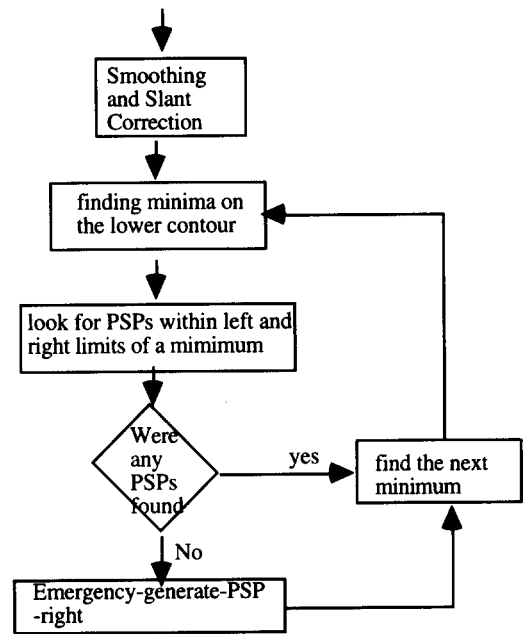 Smoothing
and Slant
Correction
finding minima on
the lower contour
look for PSPs within left and
right limits of a mimimum
Were
any
PSPs
found
yes
find the next
minimum
No
Emergency-generate-PSP
-right